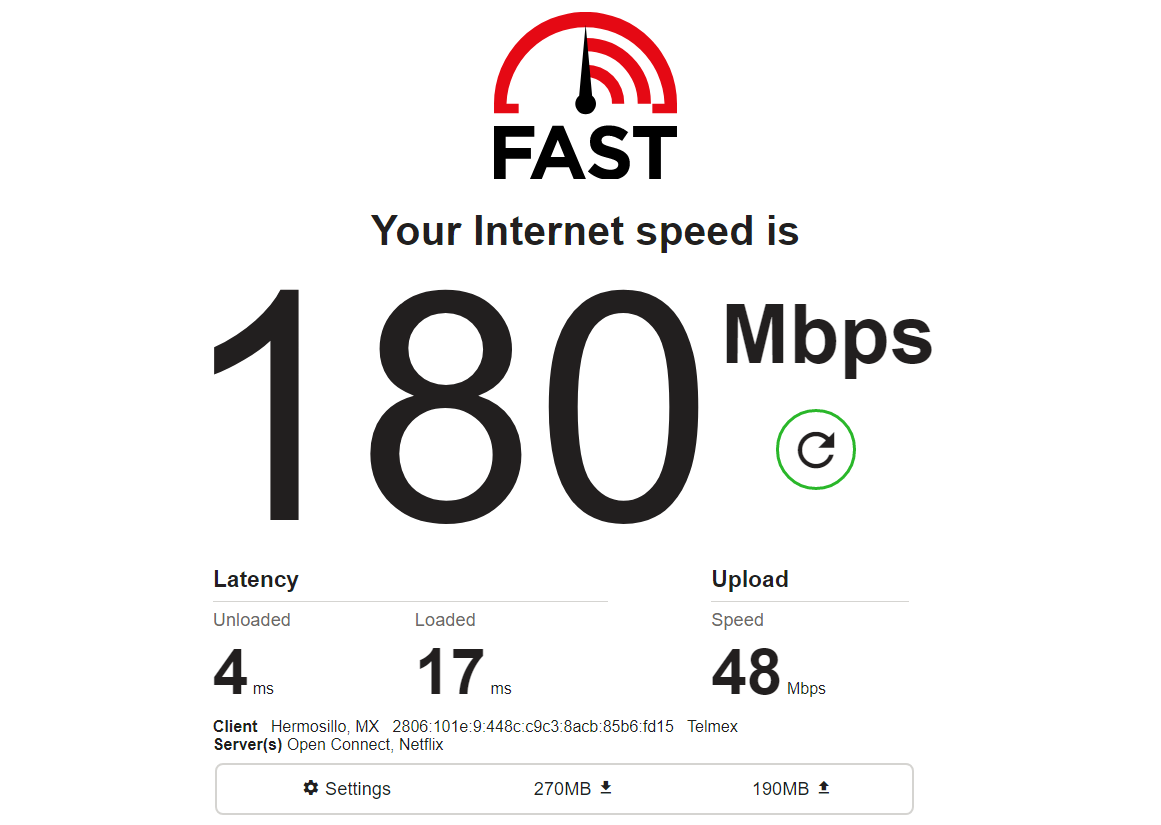 FAST
Your Internet speed is
180 Mbps
Latency
Upload
Unloaded
Loaded
Speed
4 ms
17 ms
48 Mbps
Client Hermosillo, MX 2806:101e:9:448c:c9c3:8acb:85b6:fd15 Telmex
Server(s) Open Connect, Netflix
Settings 270MB 190MB